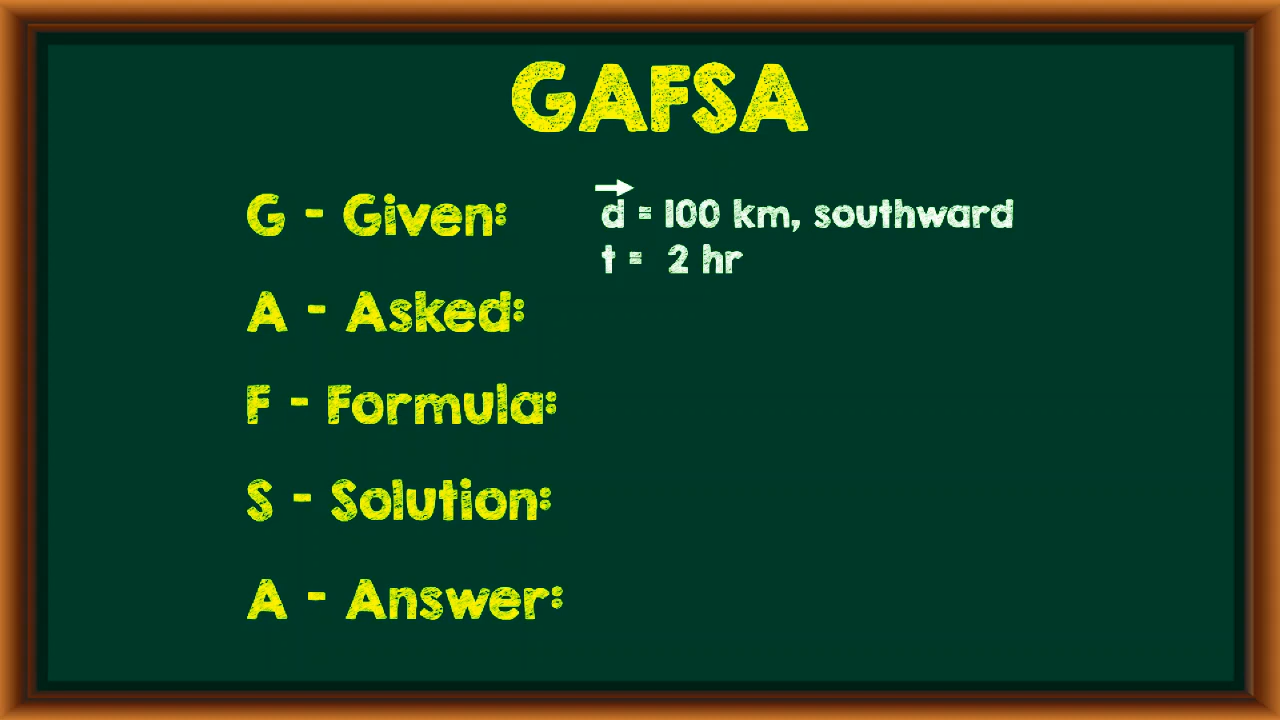 GAFSA
G - Given: d = 100 km, southward
t = 2 hr
A - Asked:
F - Formula:
S - Solution:
A - Answer: